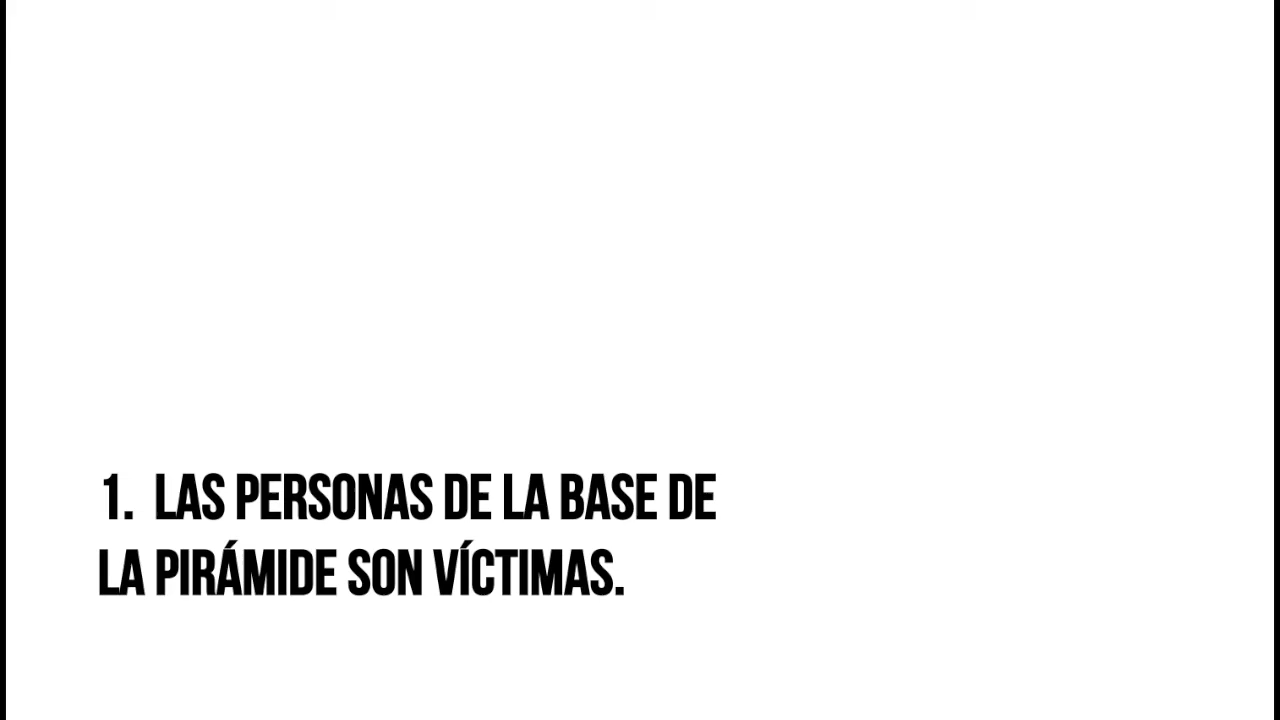 1. LAS PERSONAS DE LA BASE DE
LA PIRÁMIDE SON VÍCTIMAS.